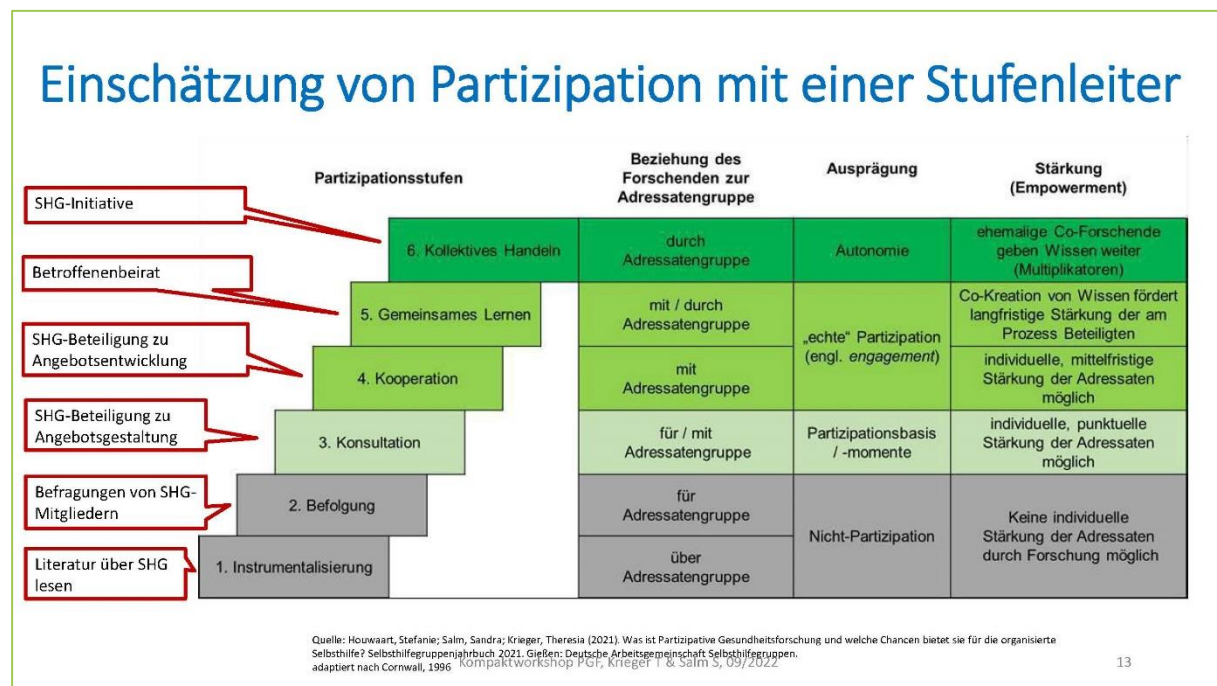 Einschätzung von Partizipation mit einer Stufenleiter
Partizipationsstufen
Beziehung des
Forschenden zur
Adressatengruppe
Ausprägung
Stärkung
(Empowerment)
SHG-Initiative
6. Kollektives Handeln
durch
Adressatengruppe
Autonomie
ehemalige Co-Forschende
geben Wissen weiter
(Multiplikatoren)
Betroffenenbeirat
5. Gemeinsames Lernen
mit / durch
Adressatengruppe
„echte“ Partizipation
(engl. engagement)
Co-Kreation von Wissen fördert
langfristige Stärkung der am
Prozess Beteiligten
SHG-Beteiligung zu
Angebotsentwicklung
4. Kooperation
mit
Adressatengruppe
individuelle, mittelfristige
Stärkung der Adressaten
möglich
SHG-Beteiligung zu
Angebotsgestaltung
3. Konsultation
für / mit
Adressatengruppe
Partizipationsbasis
/ -momente
individuelle, punktuelle
Stärkung der Adressaten
möglich
Befragungen von SHG-
Mitgliedern
2. Befolgung
für
Adressatengruppe
Nicht-Partizipation
Keine individuelle
Stärkung der Adressaten
durch Forschung möglich
Literatur über SHG
lesen
1. Instrumentalisierung
über
Adressatengruppe
Quelle: Houwaart, Stefanie; Salm, Sandra; Krieger, Theresia (2021). Was ist Partizipative Gesundheitsforschung und welche Chancen bietet sie für die organisierte
Selbsthilfe? Selbsthilfegruppenjahrbuch 2021. Gießen: Deutsche Arbeitsgemeinschaft Selbsthilfegruppen.
adaptiert nach Cornwall, 1996
Kompaktworkshop PGF, Krieger T & Salm S, 09/2022
13